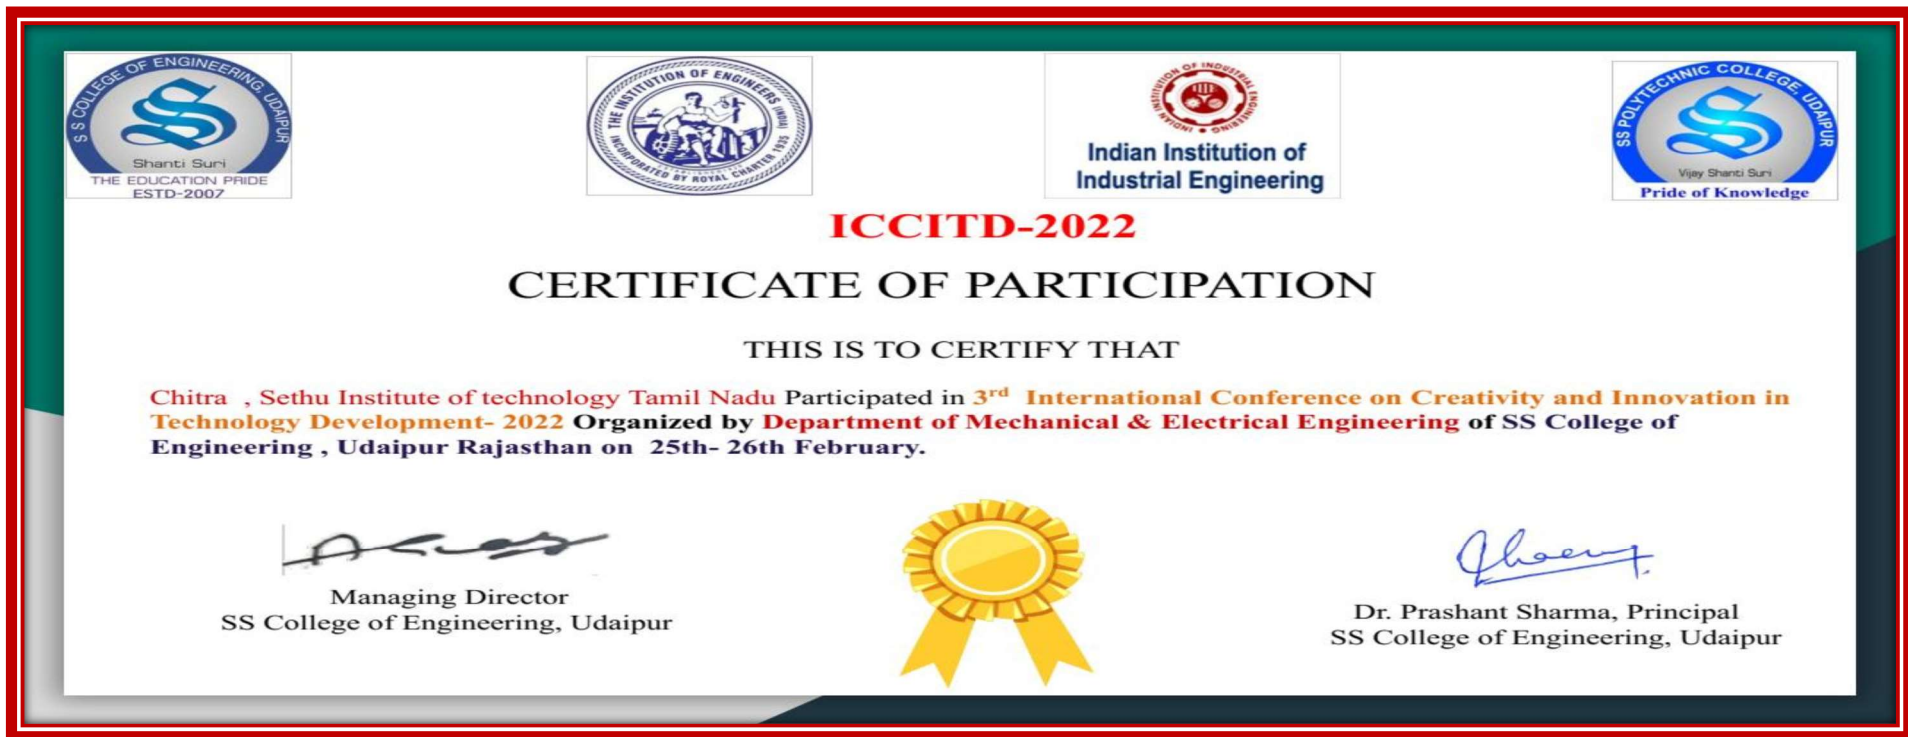 S S COLLEGE OF ENGINEERING, UDAIPUR
Shanti Suri
THE EDUCATION PRIDE
ESTD-2007
THE INSTITUTION OF ENGINEERS (INDIA)
INCORPORATED BY ROYAL CHARTER 1935
INDIAN INSTITUTION OF INDUSTRIAL ENGINEERING
Indian Institution of
Industrial Engineering
SS POLYTECHNIC COLLEGE, UDAIPUR
Vijay Shanti Suri
Pride of Knowledge
ICCITD-2022
CERTIFICATE OF PARTICIPATION
THIS IS TO CERTIFY THAT
Chitra , Sethu Institute of technology Tamil Nadu Participated in 3rd International Conference on Creativity and Innovation in
Technology Development- 2022 Organized by Department of Mechanical & Electrical Engineering of SS College of
Engineering , Udaipur Rajasthan on 25th- 26th February.
Managing Director
SS College of Engineering, Udaipur
Dr. Prashant Sharma, Principal
SS College of Engineering, Udaipur